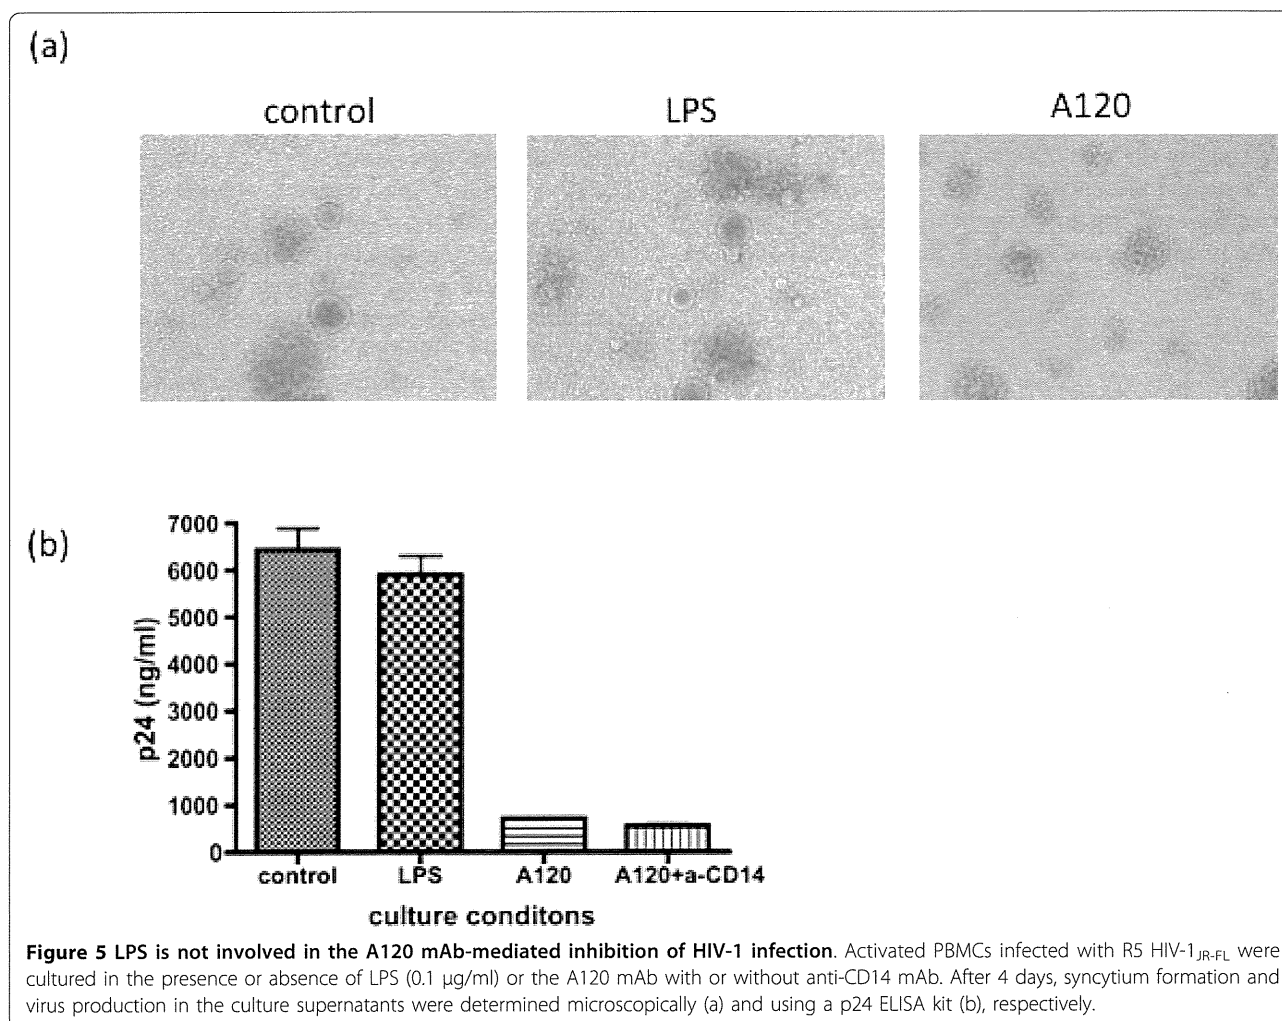 (a)
control LPS A120
(b)
7000
6000
5000
4000
3000
2000
1000
0
p24 (ng/ml)
control LPS A120 A120+a-CD14
culture conditons
Figure 5 LPS is not involved in the A120 mAb-mediated inhibition of HIV-1 infection. Activated PBMCs infected with R5 HIV-1JR-FL were
cultured in the presence or absence of LPS (0.1 μg/ml) or the A120 mAb with or without anti-CD14 mAb. After 4 days, syncytium formation and
virus production in the culture supernatants were determined microscopically (a) and using a p24 ELISA kit (b), respectively.